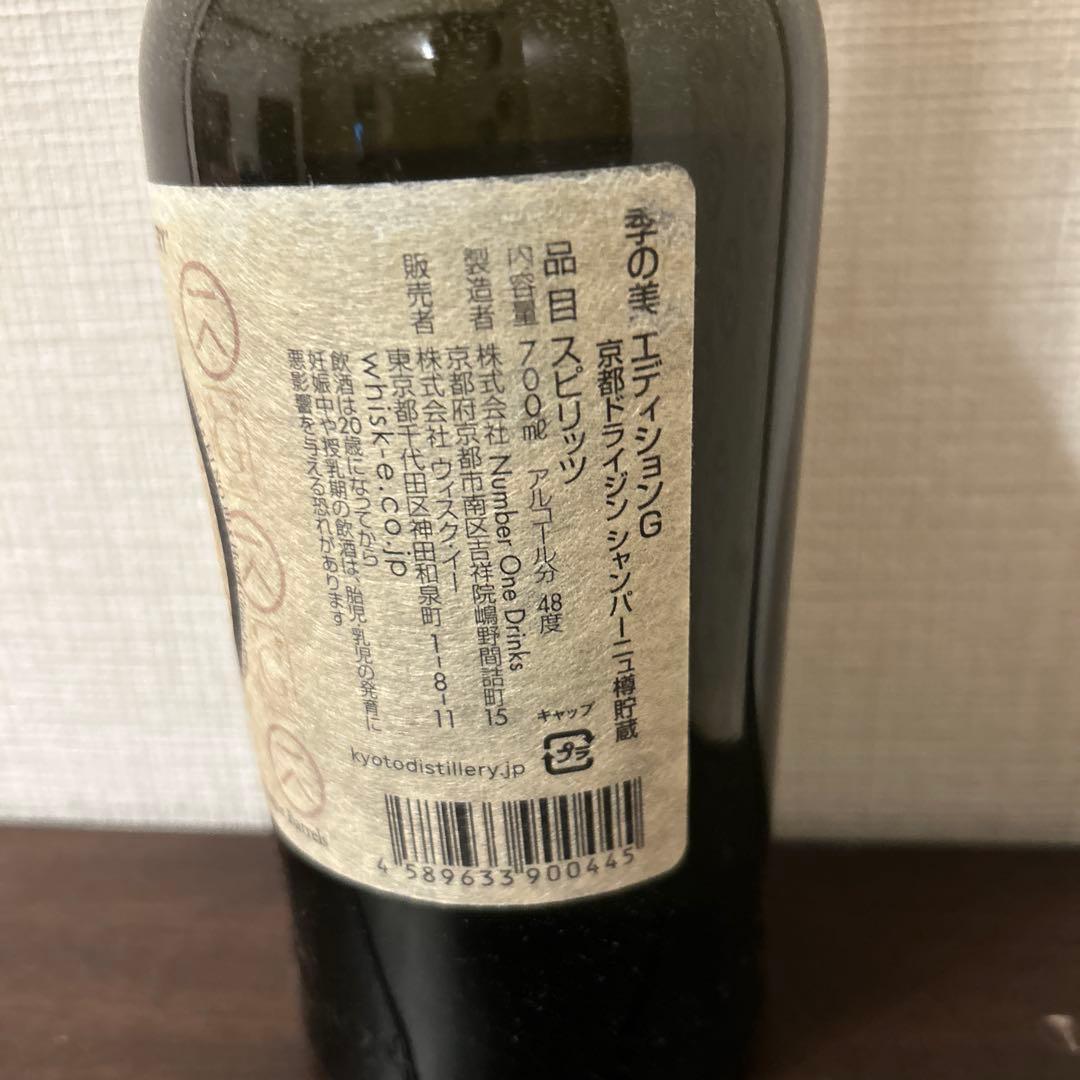 季の美 エディションG
京都ドライジン シャンパーニュ樽貯蔵
品目 スピリッツ
内容量 700㎖ アルコール分 48度
製造者 株式会社 Number One Drinks
京都府京都市南区吉祥院嶋野間詰町15
販売者 株式会社 ウィスクイー
東京都千代田区神田和泉町 1-8-11
whisk-e.co.jp
飲酒は20歳になってから
妊娠中や授乳期の飲酒は、胎児・乳児の発育に
悪影響を与える恐れがあります
キャップ
プラ
kyotodistillery.jp
4 589633 900445
Barrels